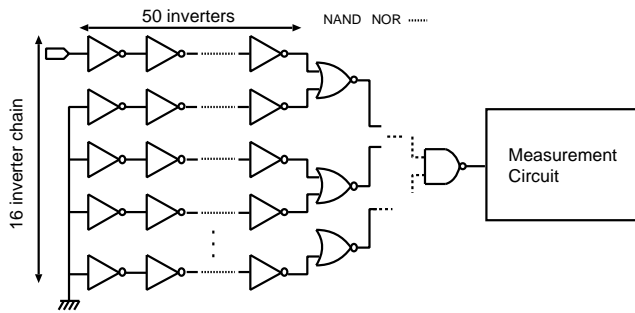 50 inverters
NAND NOR
16 inverter chain
Measurement
Circuit